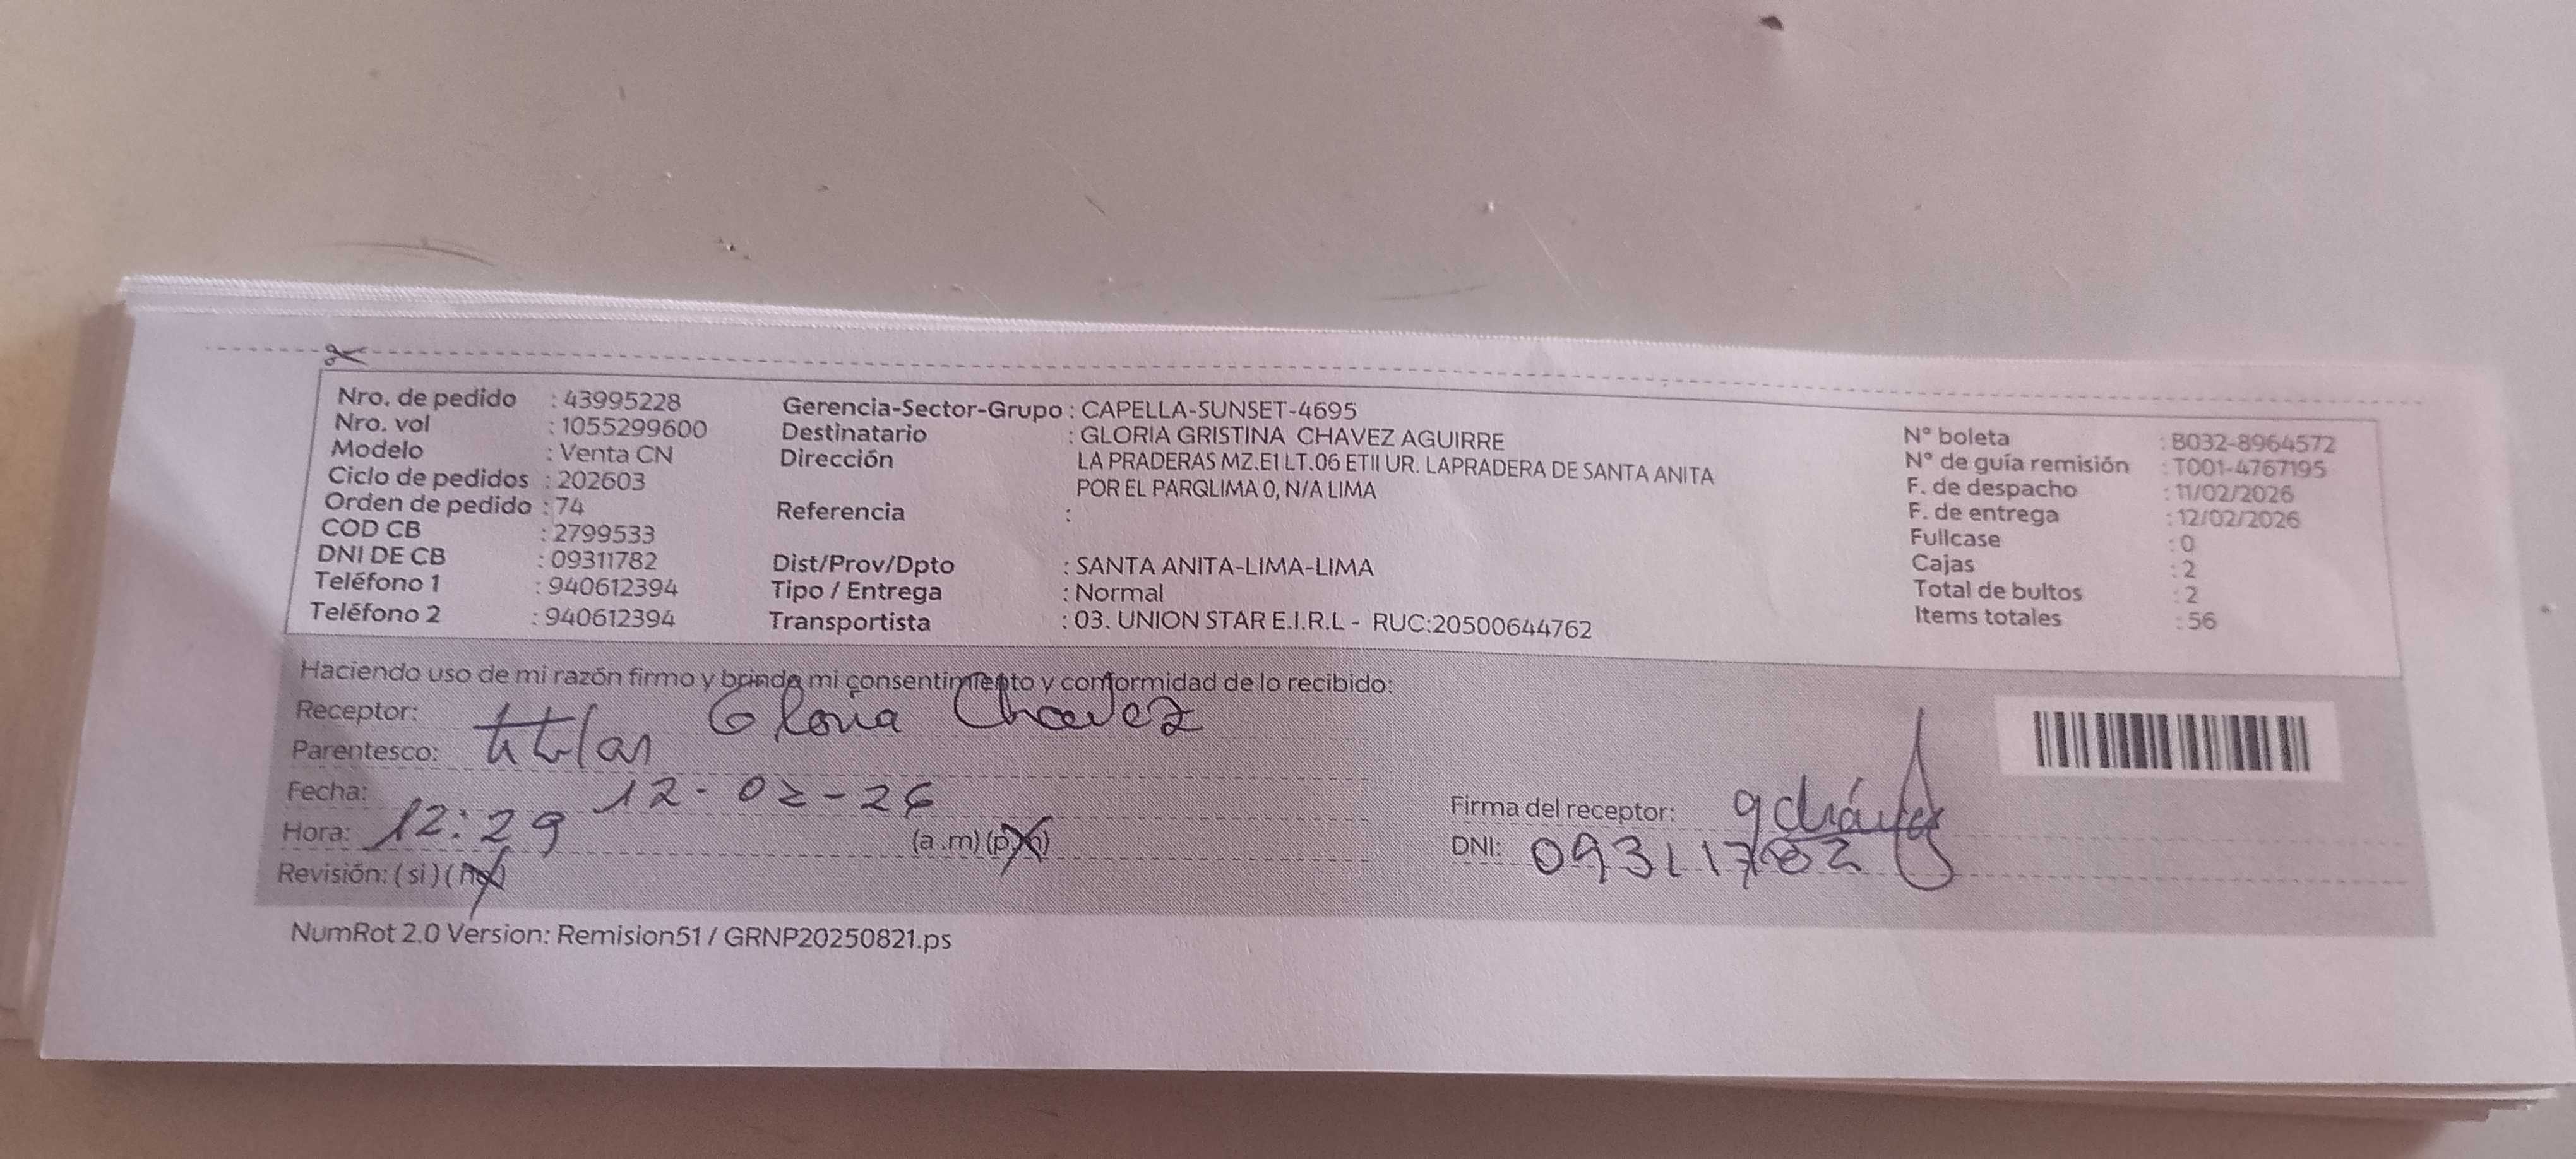 Nro. de pedido : 43995228
Nro. vol : 1055299600
Modelo : Venta CN
Ciclo de pedidos : 202603
Orden de pedido : 74
COD CB : 2799533
DNI DE CB : 09311782
Teléfono 1 : 940612394
Teléfono 2 : 940612394
Gerencia-Sector-Grupo : CAPELLA-SUNSET-4695
Destinatario : GLORIA GRISTINA CHAVEZ AGUIRRE
Dirección LA PRADERAS MZ.E1 LT.06 ETII UR. LAPRADERA DE SANTA ANITA
POR EL PARQLIMA 0, N/A LIMA
Referencia :
Dist/Prov/Dpto : SANTA ANITA-LIMA-LIMA
Tipo / Entrega : Normal
Transportista : 03. UNION STAR E.I.R.L - RUC:20500644762
N° boleta : B032-8964572
N° de guía remisión : T001-4767195
F. de despacho : 11/02/2026
F. de entrega : 12/02/2026
Fullcase : 0
Cajas : 2
Total de bultos : 2
Items totales : 56
Haciendo uso de mi razón firmo y brindo mi consentimiento y conformidad de lo recibido:
Receptor: Gloria Chavez
Parentesco: titular
Fecha: 12-02-26
Hora: 12:29 (a.m) (p.m)
Revisión: (si) (no)
Firma del receptor: gchávez
DNI: 09311782
NumRot 2.0 Version: Remision51 / GRNP20250821.ps